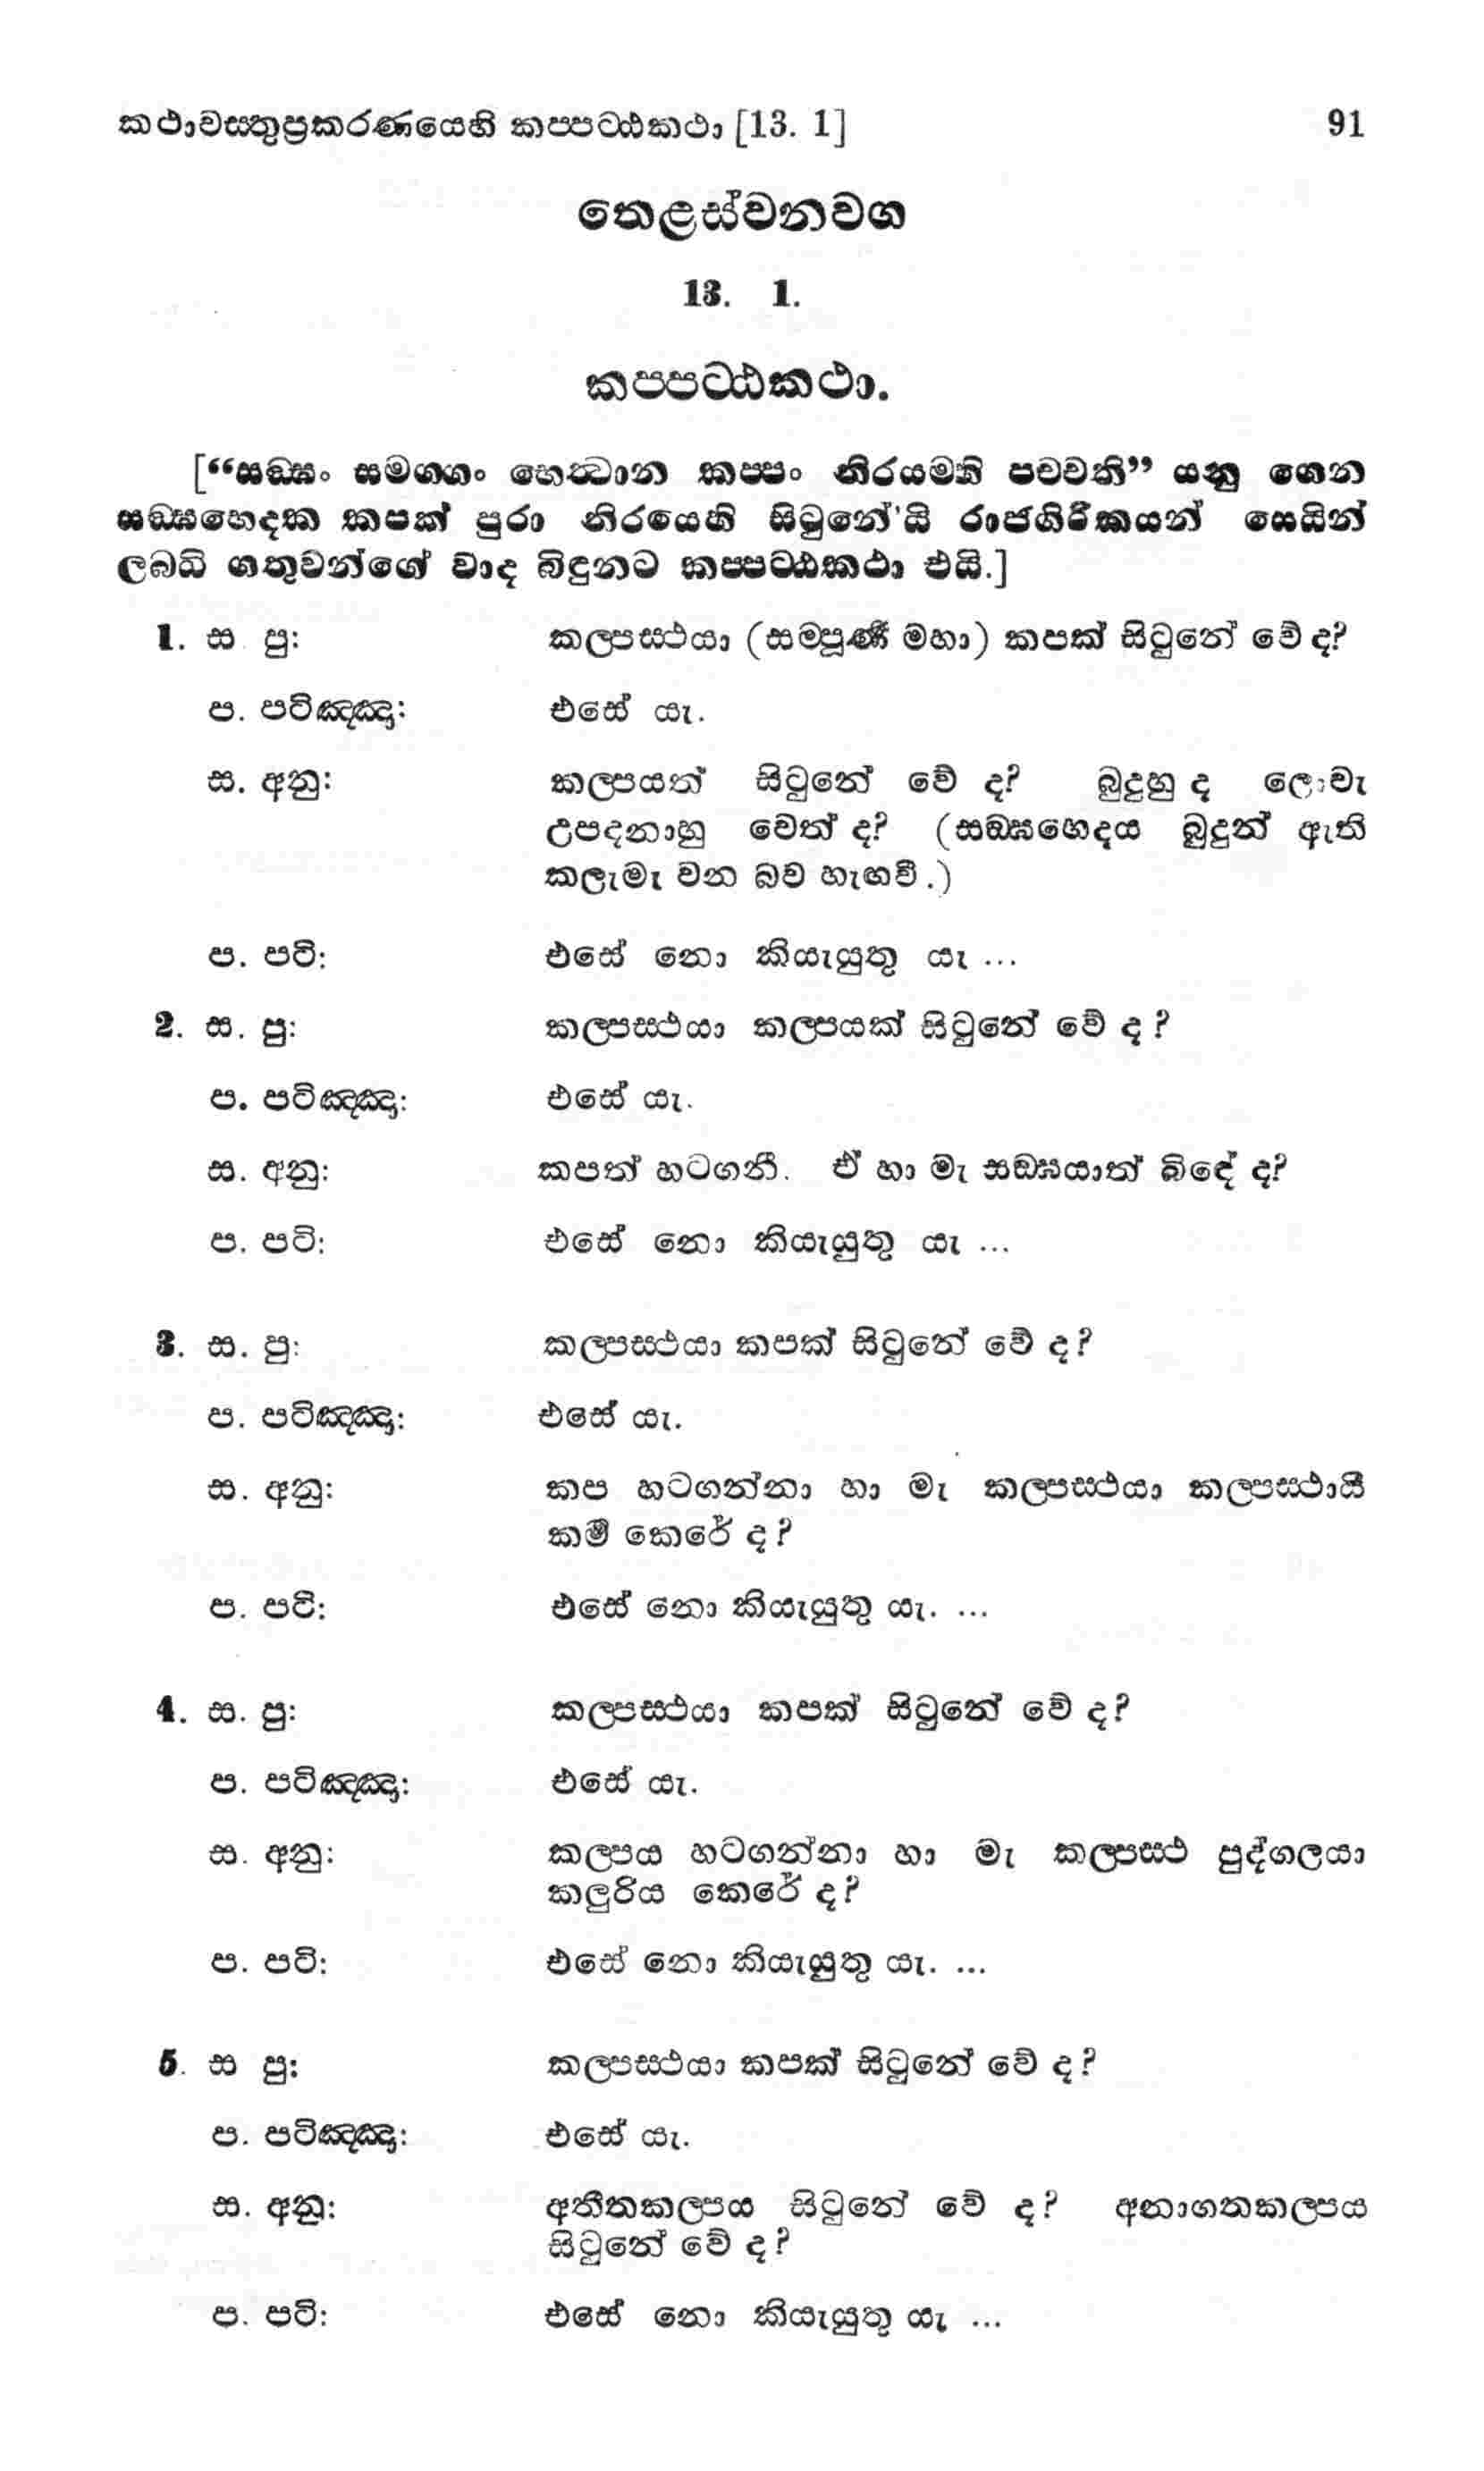 කථාවස්තුප්‍රකරණයෙහි කප්පට්ඨකථා [13. 1] 91
තෙළස්වනවග
13. 1.
කප්පට්ඨකථා.
[“සඞ්ඝං සමග්ගං භෙත්වාන කප්පං නිරයම්හි පච්චති” යනු ගෙන
සඞ්ඝභෙදක කපක් පුරා නිරයෙහි සිටුනේ'යි රාජගිරිකයන් සෙයින්
ලබ්ධි ගතුවන්ගේ වාද බිඳුනට කප්පට්ඨකථා එයි.]
1. ස පු: කල්පස්ථයා (සම්පූර්ණ මහා) කපක් සිටුනේ වේ ද?
ප. පටිඤ්ඤා: එසේ යැ.
ස. අනු: කල්පයත් සිටුනේ වේ ද? බුදුහු ද ලොවැ
උපදනාහු වෙත් ද? (සඞ්ඝභෙදය බුදුන් ඇති
කලැමැ වන බව හැඟවී.)
ප. පටි: එසේ නො කියැයුතු යැ ...
2. ස. පු: කල්පස්ථයා කල්පයක් සිටුනේ වේ ද?
ප. පටිඤ්ඤා: එසේ යැ.
ස. අනු: කපත් හටගනී. ඒ හා මැ සඞ්ඝයාත් බිඳේ ද?
ප. පටි: එසේ නො කියැයුතු යැ ...
3. ස. පු: කල්පස්ථයා කපක් සිටුනේ වේ ද?
ප. පටිඤ්ඤා: එසේ යැ.
ස. අනු: කප හටගන්නා හා මැ කල්පස්ථයා කල්පස්ථායී
කර්ම කෙරේ ද?
ප. පටි: එසේ නො කියැයුතු යැ. ...
4. ස. පු: කල්පස්ථයා කපක් සිටුනේ වේ ද?
ප. පටිඤ්ඤා: එසේ යැ.
ස. අනු: කල්පය හටගන්නා හා මැ කල්පස්ථ පුද්ගලයා
කලුරිය කෙරේ ද?
ප. පටි: එසේ නො කියැයුතු යැ. ...
5. ස පු: කල්පස්ථයා කපක් සිටුනේ වේ ද?
ප. පටිඤ්ඤා: එසේ යැ.
ස. අනු: අතීතකල්පය සිටුනේ වේ ද? අනාගතකල්පය
සිටුනේ වේ ද?
ප. පටි: එසේ නො කියැයුතු යැ ...